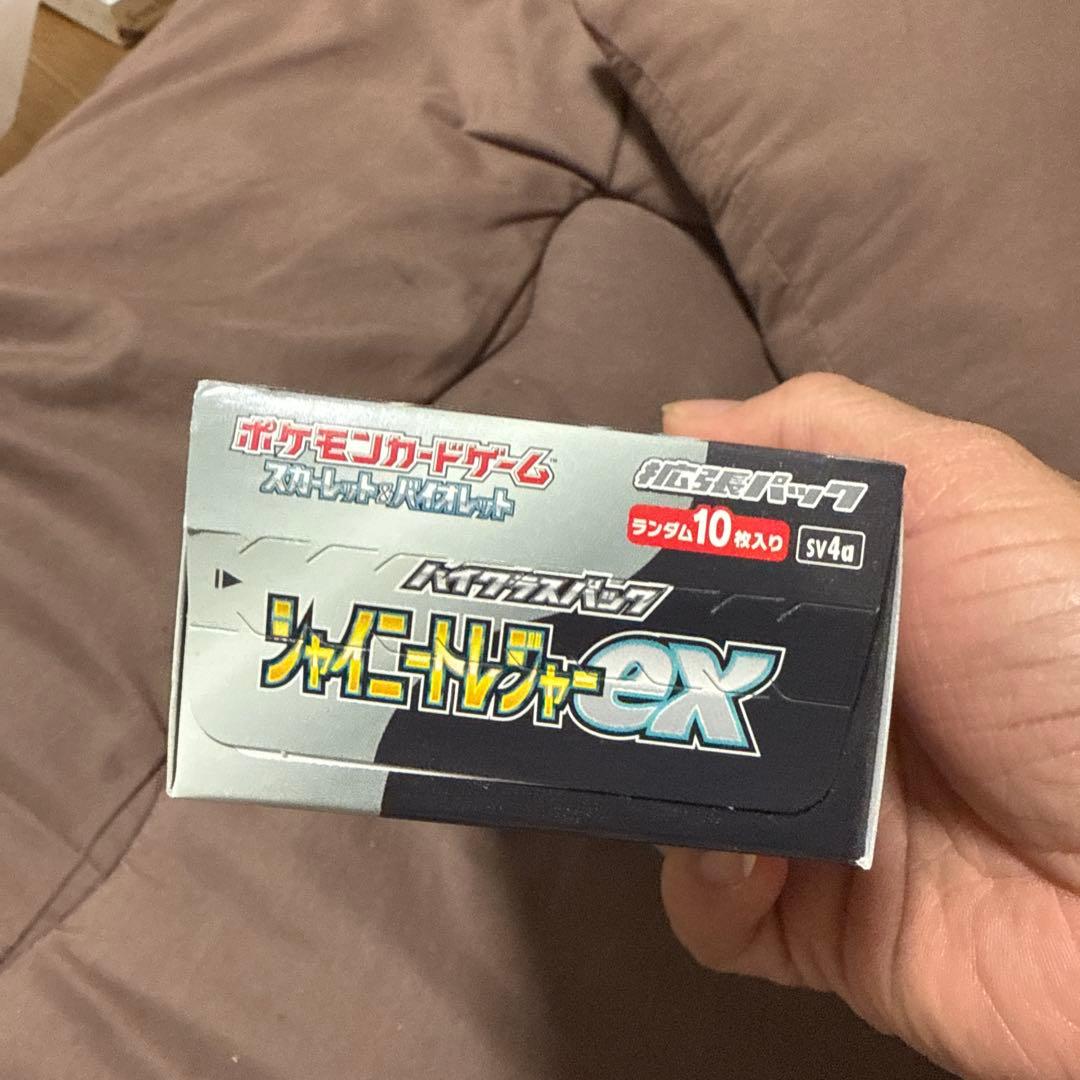 ポケモンカードゲーム™
スカーレット&バイオレット
拡張パック
ランダム10枚入り
sv4a
ハイクラスパック
シャイニートレジャーex